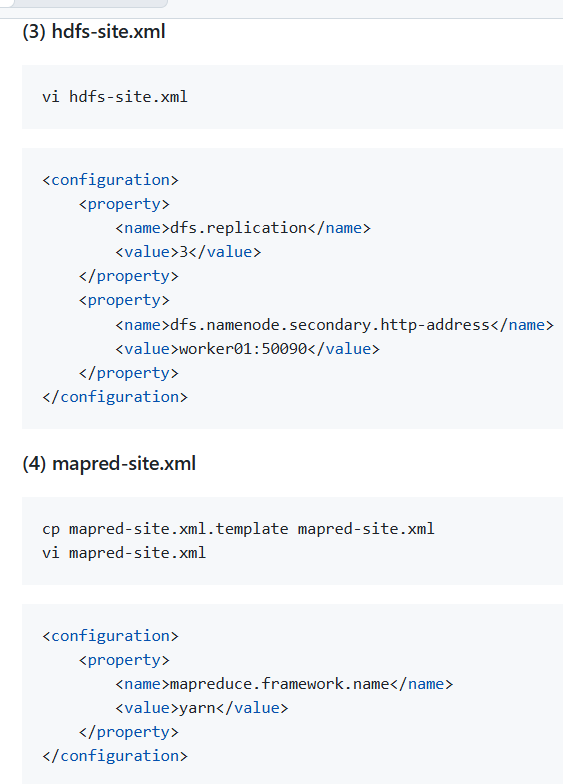 (3) hdfs-site.xml
vi hdfs-site.xml
<configuration>
    <property>
        <name>dfs.replication</name>
        <value>3</value>
    </property>
    <property>
        <name>dfs.namenode.secondary.http-address</name>
        <value>worker01:50090</value>
    </property>
</configuration>
(4) mapred-site.xml
cp mapred-site.xml.template mapred-site.xml
vi mapred-site.xml
<configuration>
    <property>
        <name>mapreduce.framework.name</name>
        <value>yarn</value>
    </property>
</configuration>